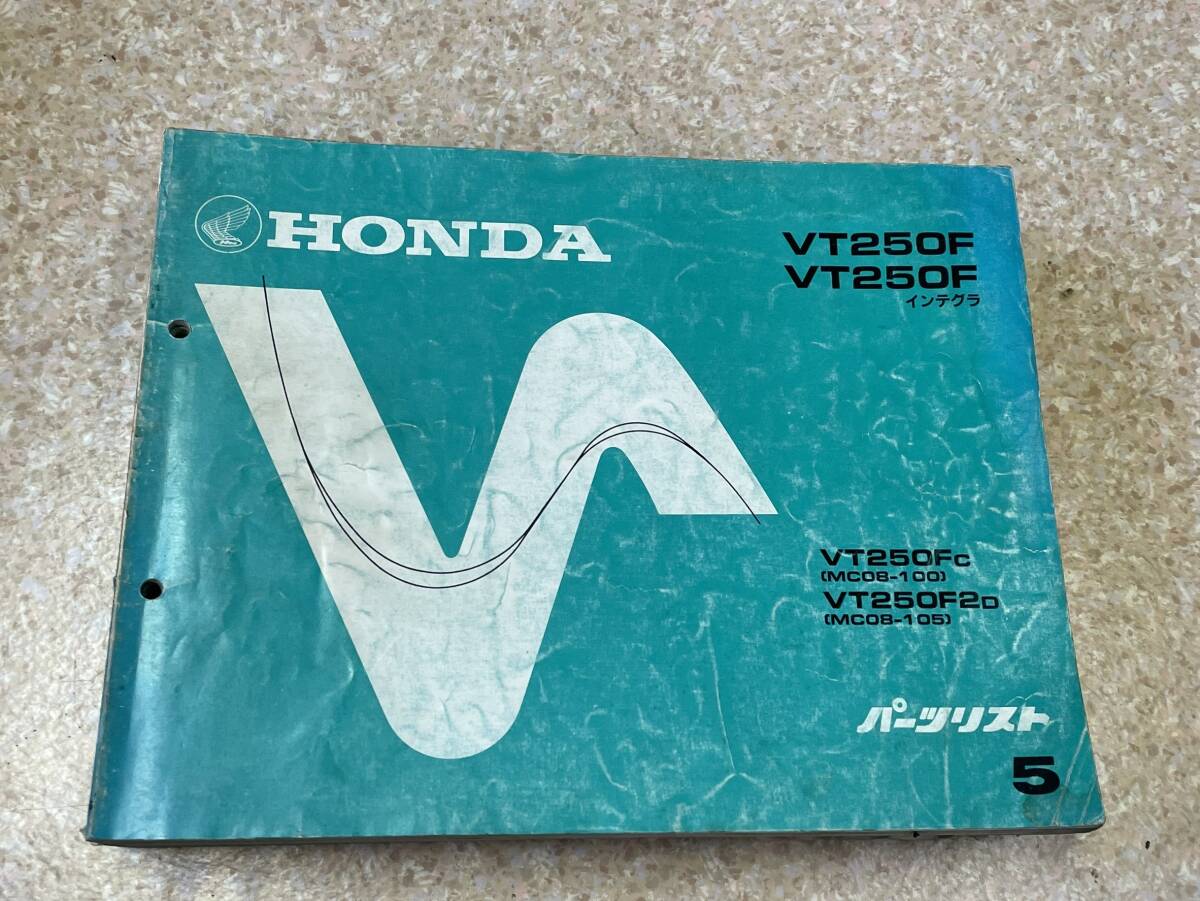 HONDA
VT250F
VT250F
インテグラ
VT250Fc
(MC08-100)
VT250F2D
(MC08-105)
パーツリスト
5